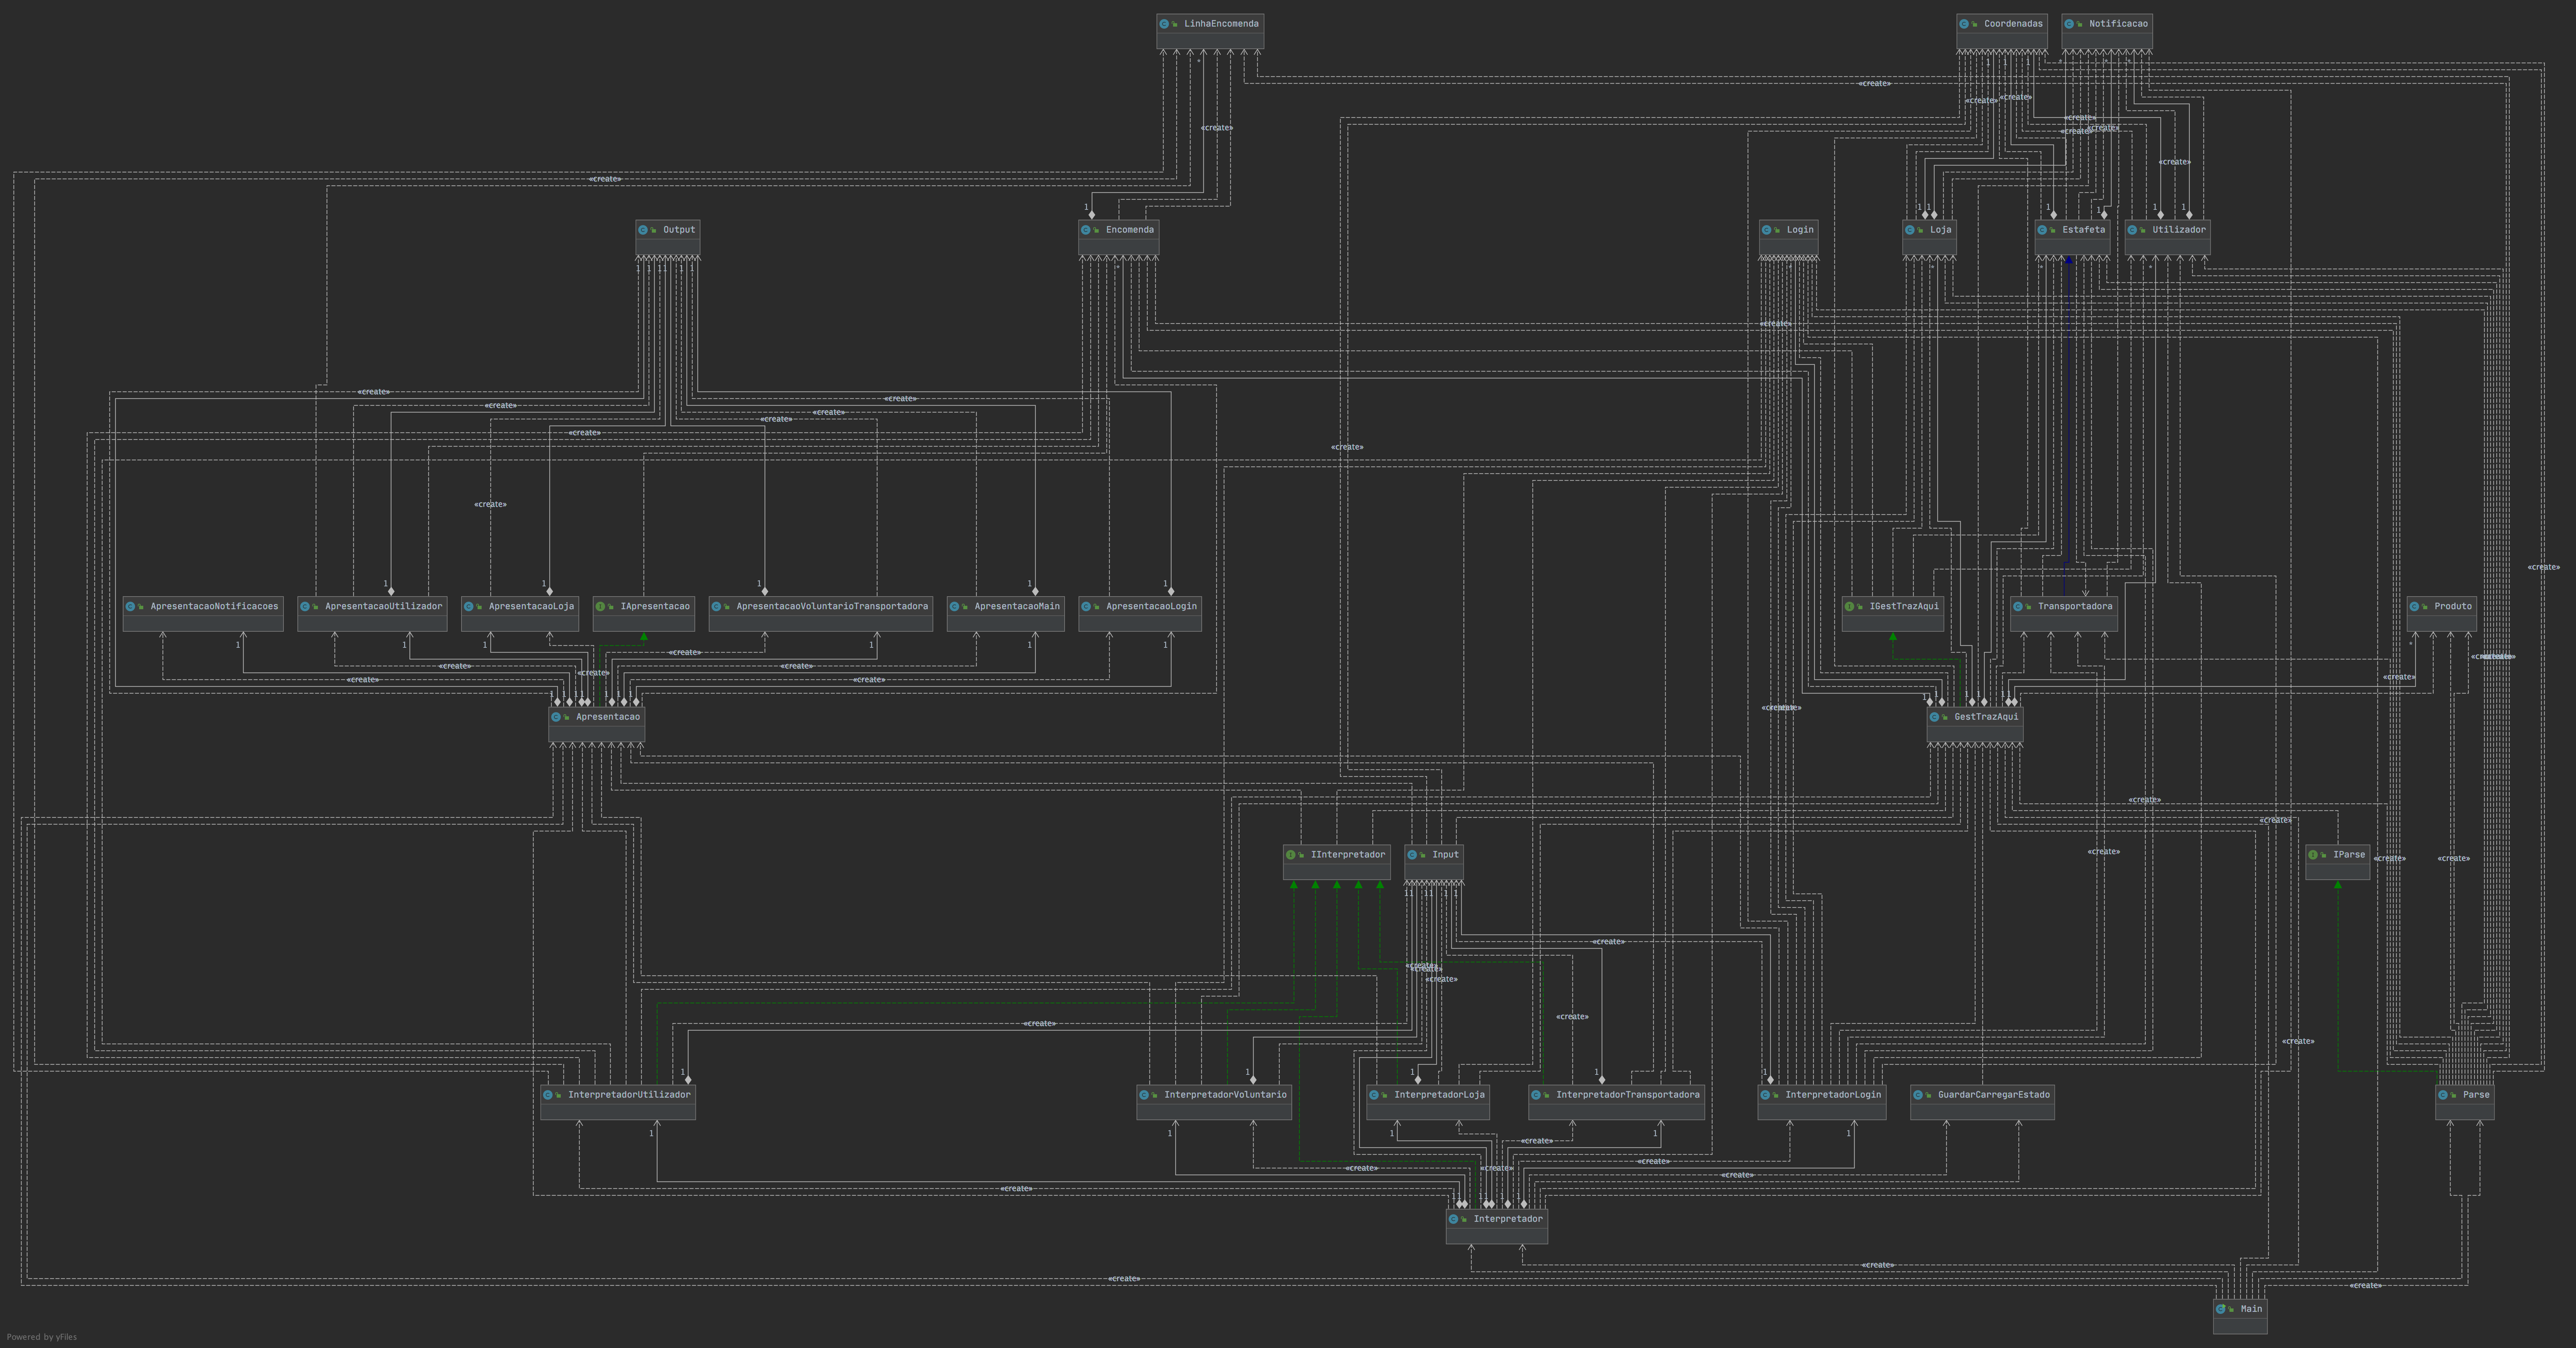 LinhaEncomenda
Coordenadas
Notificacao
«create»
«create»
«create»
«create»
«create»
«create»
«create»
«create»
«create»
«create»
Output
Encomenda
Login
Loja
Estafeta
Utilizador
«create»
«create»
«create»
«create»
«create»
«create»
«create»
«create»
«create»
«create»
ApresentacaoNotificacoes
ApresentacaoUtilizador
ApresentacaoLoja
IApresentacao
ApresentacaoVoluntarioTransportadora
ApresentacaoMain
ApresentacaoLogin
IGestTrazAqui
Transportadora
Produto
«create»
«create»
«create»
«create»
«create»
«create»
«create»
Apresentacao
GestTrazAqui
«create»
«create»
IInterpretador
Input
IParse
«create»
«create»
«create»
«create»
«create»
«create»
«create»
«create»
InterpretadorUtilizador
InterpretadorVoluntario
InterpretadorLoja
InterpretadorTransportadora
InterpretadorLogin
GuardarCarregarEstado
Parse
«create»
«create»
«create»
«create»
«create»
«create»
Interpretador
«create»
«create»
«create»
Main
Powered by yFiles